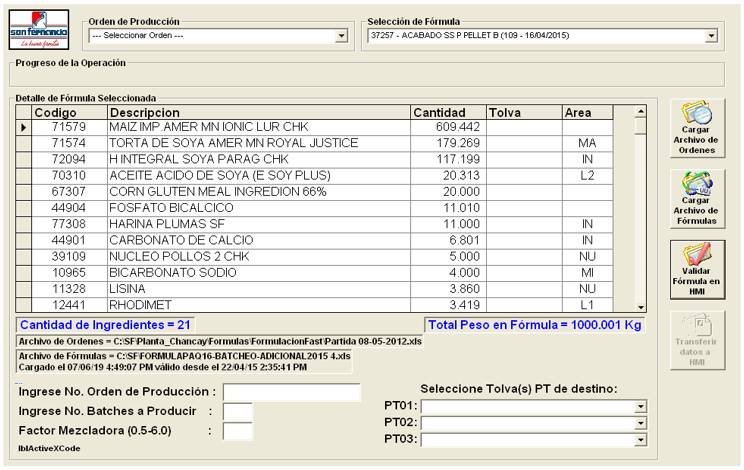 san fernando
La buena familia
Orden de Producción
--- Seleccionar Orden ---
Selección de Fórmula
37257 - ACABADO SS P PELLET B (109 - 16/04/2015)
Progreso de la Operación
Detalle de Fórmula Seleccionada
Codigo Descripcion Cantidad Tolva Area
71579 MAIZ IMP.AMER MN IONIC LUR CHK 609.442
71574 TORTA DE SOYA AMER MN ROYAL JUSTICE 179.269 MA
72094 H INTEGRAL SOYA PARAG CHK 117.199 IN
70310 ACEITE ACIDO DE SOYA (E SOY PLUS) 20.313 L2
67307 CORN GLUTEN MEAL INGREDION 66% 20.000
44904 FOSFATO BICALCICO 11.010
77308 HARINA PLUMAS SF 11.000 IN
44901 CARBONATO DE CALCIO 6.801 IN
39109 NUCLEO POLLOS 2 CHK 5.000 NU
10965 BICARBONATO SODIO 4.000 MI
11328 LISINA 3.860 NU
12441 RHODIMET 3.419 L1
Cantidad de Ingredientes = 21
Total Peso en Fórmula = 1000.001 Kg
Archivo de Ordenes = C:\SF\Planta_Chancay\Formulas\FormulacionFast\Partida 08-05-2012.xls
Archivo de Fórmulas = C:\SF\FORMULAPAQ16-BATCHEO-ADICIONAL2015 4.xls
Cargado el 07/06/19 4:49:07 PM válido desde el 22/04/15 2:35:41 PM
Ingrese No. Orden de Producción :
Ingrese No. Batches a Producir :
Factor Mezcladora (0.5-6.0) :
lblActiveXCode
Seleccione Tolva(s) PT de destino:
PT01:
PT02:
PT03:
Cargar
Archivo de
Ordenes
Cargar
Archivo de
Fórmulas
Validar
Fórmula en
HMI
Transferir
datos a
HMI